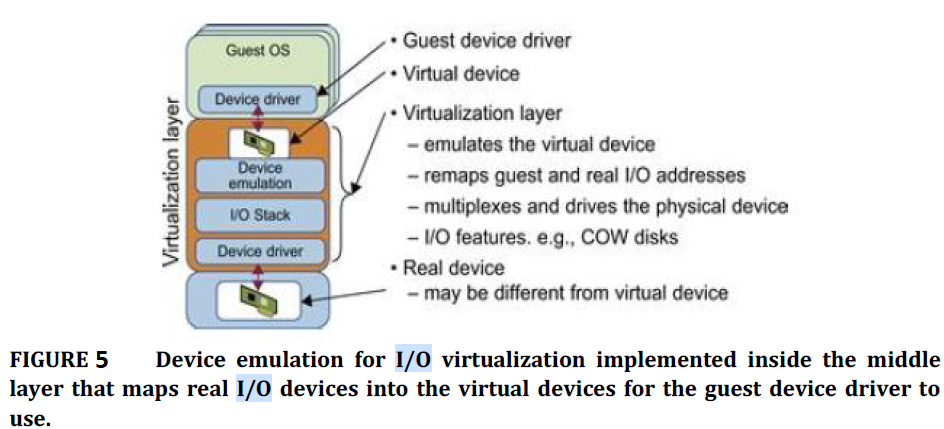 Guest OS
Device driver
Virtualization layer
Device
emulation
I/O Stack
Device driver
• Guest device driver
• Virtual device
• Virtualization layer
– emulates the virtual device
– remaps guest and real I/O addresses
– multiplexes and drives the physical device
– I/O features. e.g., COW disks
• Real device
– may be different from virtual device
FIGURE 5 Device emulation for I/O virtualization implemented inside the middle
layer that maps real I/O devices into the virtual devices for the guest device driver to
use.